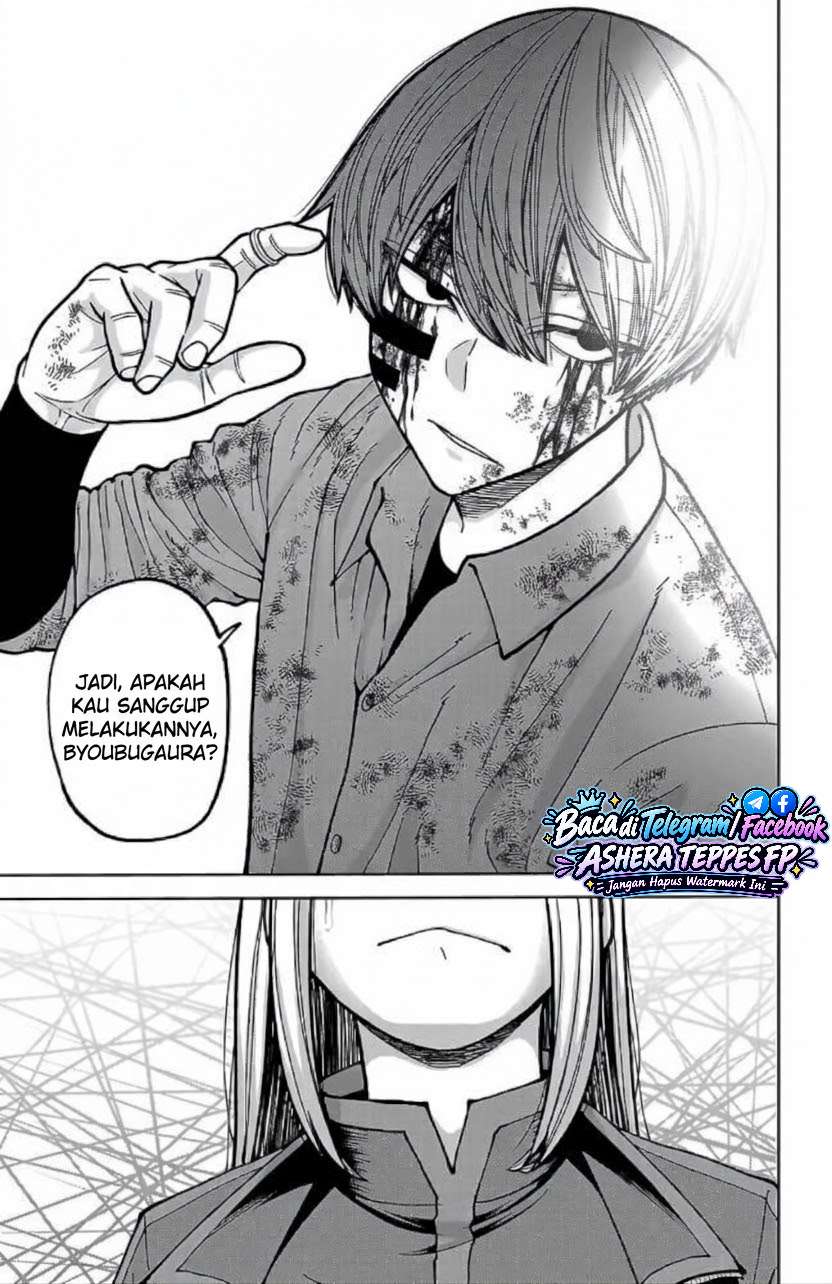 JADI, APAKAH
KAU SANGGUP
MELAKUKANNYA,
BYOUBUGAURA?
Baca di Telegram/Facebook
ASHERA TEPPES FP
Jangan Hapus Watermark Ini